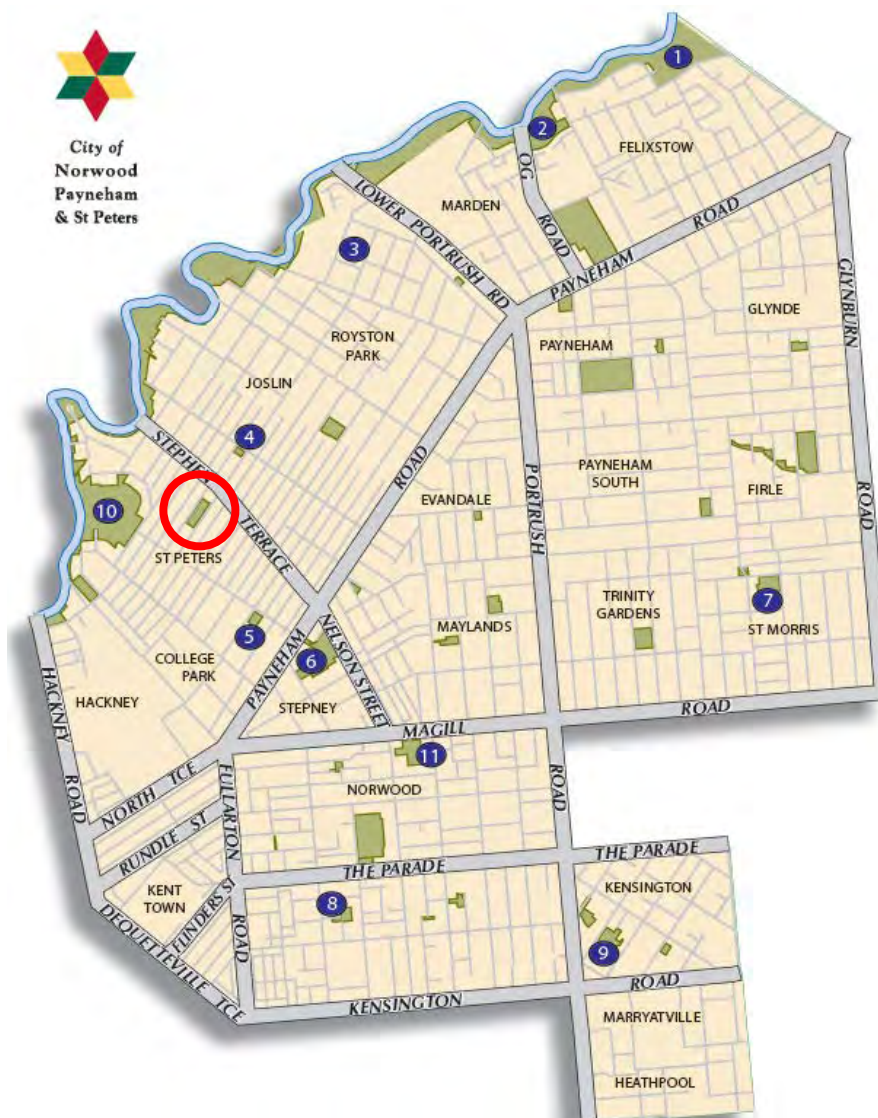 City of
Norwood
Payneham
& St Peters
1
2
OG
ROAD
FELIXSTOW
MARDEN
LOWER PORTRUSH RD
3
PAYNEHAM
ROAD
GLYNBURN
ROAD
GLYNDE
ROYSTON
PARK
PAYNEHAM
JOSLIN
4
STEPHEN
TERRACE
ROAD
PORTRUSH
EVANDALE
PAYNEHAM
SOUTH
FIRLE
10
ST PETERS
7
TRINITY
GARDENS
ST MORRIS
MAYLANDS
5
NELSON STREET
PAYNEHAM
6
COLLEGE
PARK
HACKNEY
STEPNEY
HACKNEY
ROAD
MAGILL
ROAD
11
NORTH TCE
FULLARTON
ROAD
NORWOOD
ROAD
RUNDLE ST
THE PARADE
THE PARADE
KENT
TOWN
FLINDERS ST
KENSINGTON
8
9
DEQUETTEVILLE TCE
KENSINGTON
ROAD
MARRYATVILLE
HEATHPOOL